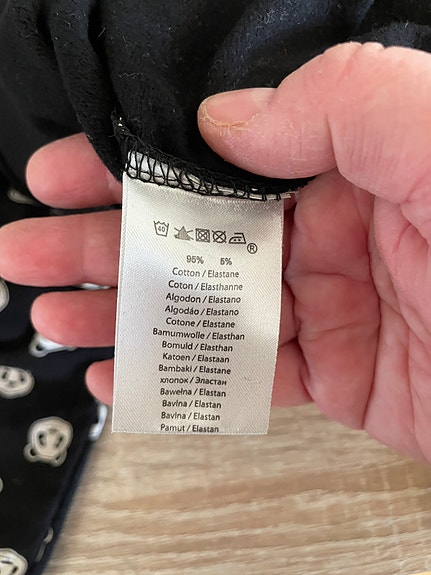 40
®
95% 5%
Cotton / Elastane
Coton / Elasthanne
Algodon / Elastano
Algodão / Elastano
Cotone / Elastane
Bamumwolle / Elasthan
Bomuld / Elasthan
Katoen / Elastaan
Bambaki / Elastane
хлопок / Эластан
Bawełna / Elastan
Bavlna / Elastan
Bavlna / Elastan
Pamut / Elastan